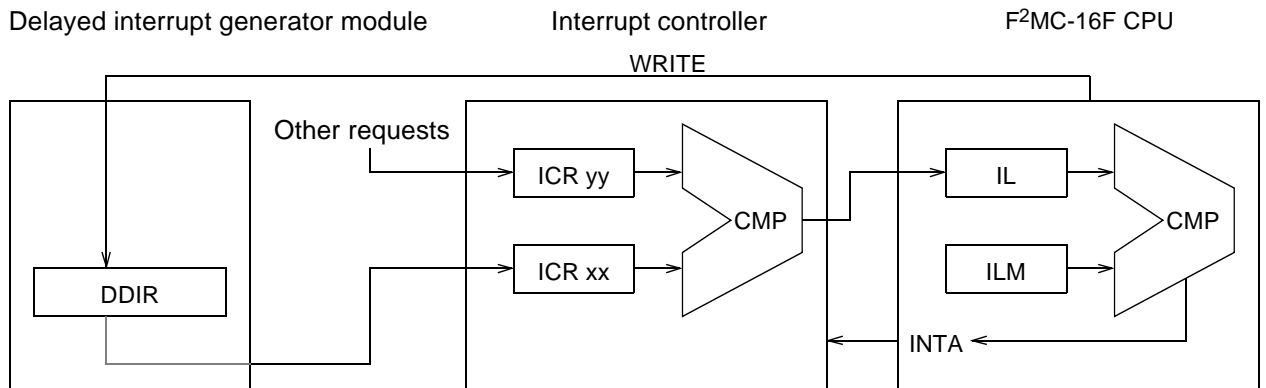 Delayed interrupt generator module
Interrupt controller
F²MC-16F CPU
WRITE
Other requests
ICR yy
IL
CMP
CMP
ICR xx
ILM
DDIR
INTA